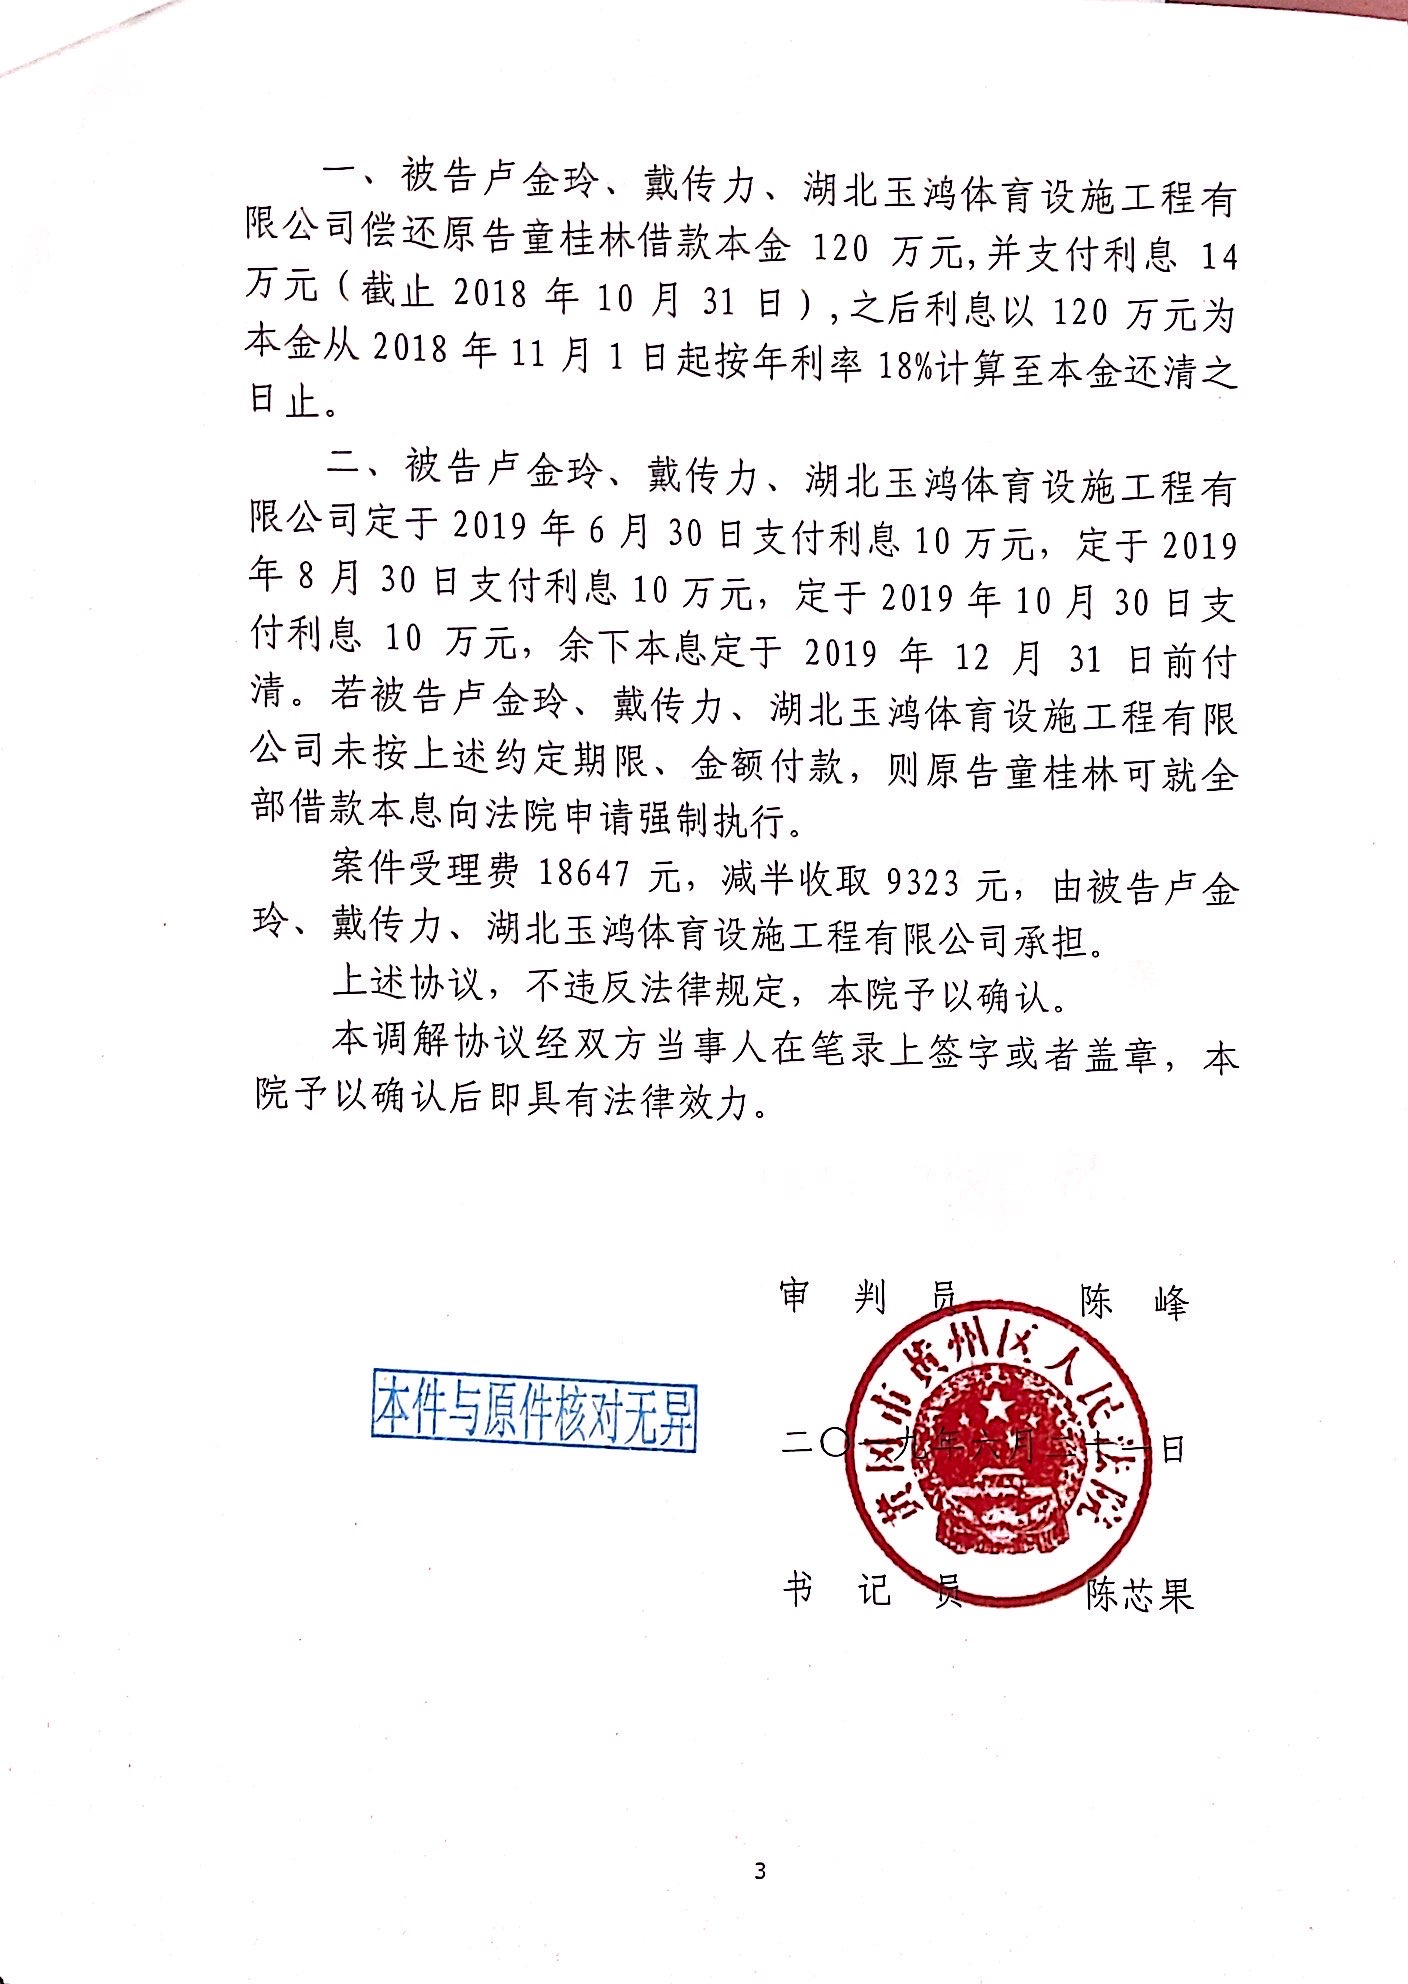 一、被告卢金玲、戴传力、湖北玉鸿体育设施工程有
限公司偿还原告童桂林借款本金 120 万元,并支付利息 14
万元（截止 2018 年 10 月 31 日）,之后利息以 120 万元为
本金从 2018 年 11 月 1 日起按年利率 18%计算至本金还清之
日止。
二、被告卢金玲、戴传力、湖北玉鸿体育设施工程有
限公司定于 2019 年 6 月 30 日支付利息 10 万元，定于 2019
年 8 月 30 日支付利息 10 万元，定于 2019 年 10 月 30 日支
付利息 10 万元，余下本息定于 2019 年 12 月 31 日前付
清。若被告卢金玲、戴传力、湖北玉鸿体育设施工程有限
公司未按上述约定期限、金额付款，则原告童桂林可就全
部借款本息向法院申请强制执行。
案件受理费 18647 元，减半收取 9323 元，由被告卢金
玲、戴传力、湖北玉鸿体育设施工程有限公司承担。
上述协议，不违反法律规定，本院予以确认。
本调解协议经双方当事人在笔录上签字或者盖章，本
院予以确认后即具有法律效力。
审 判 员 陈 峰
黄冈市黄州区人民法院
本件与原件核对无异
二〇一九年六月二十一日
书 记 员 陈芯果
3